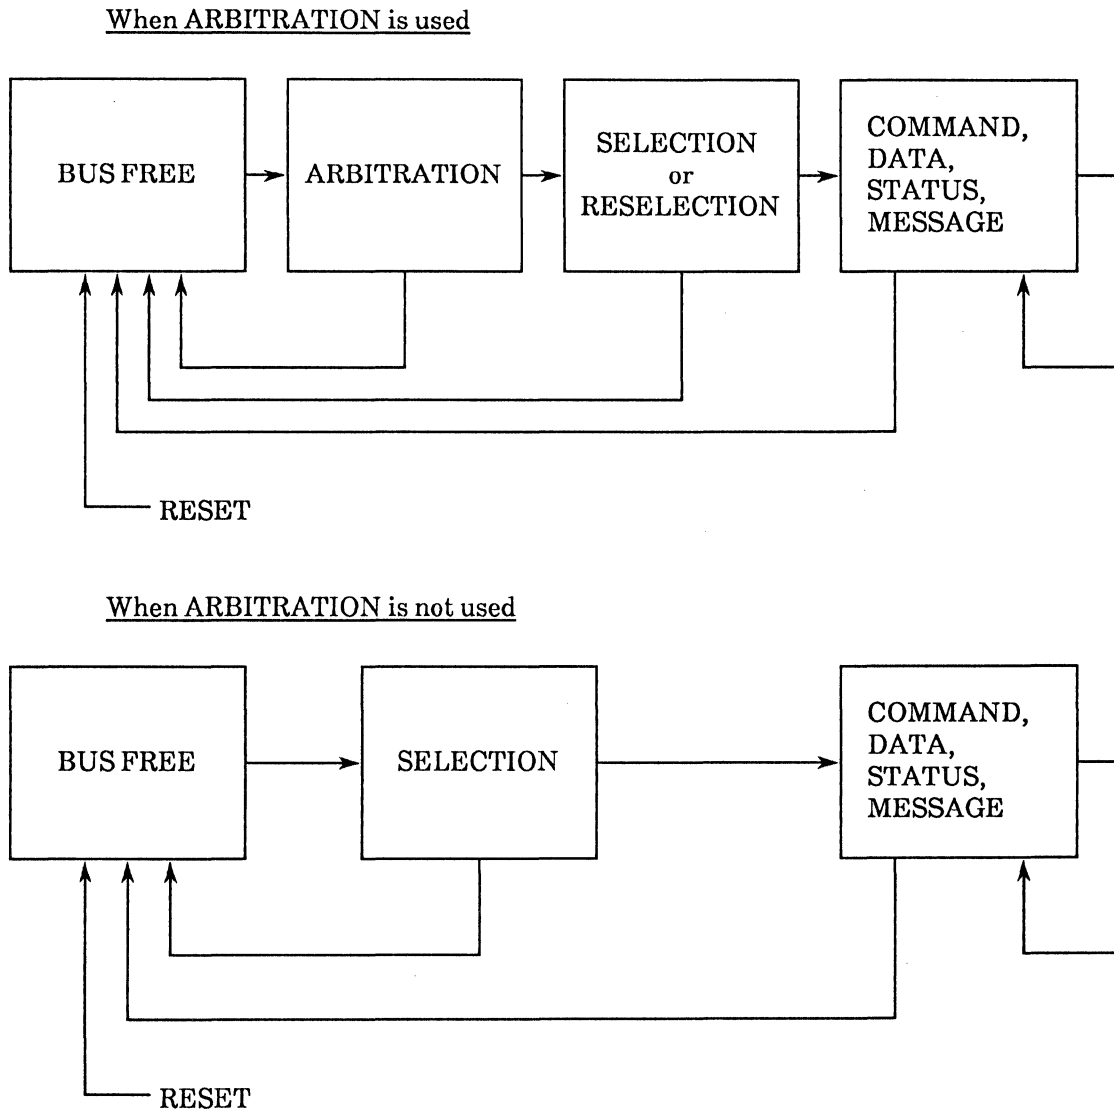 When ARBITRATION is used
BUS FREE
ARBITRATION
SELECTION
or
RESELECTION
COMMAND,
DATA,
STATUS,
MESSAGE
RESET
When ARBITRATION is not used
BUS FREE
SELECTION
COMMAND,
DATA,
STATUS,
MESSAGE
RESET